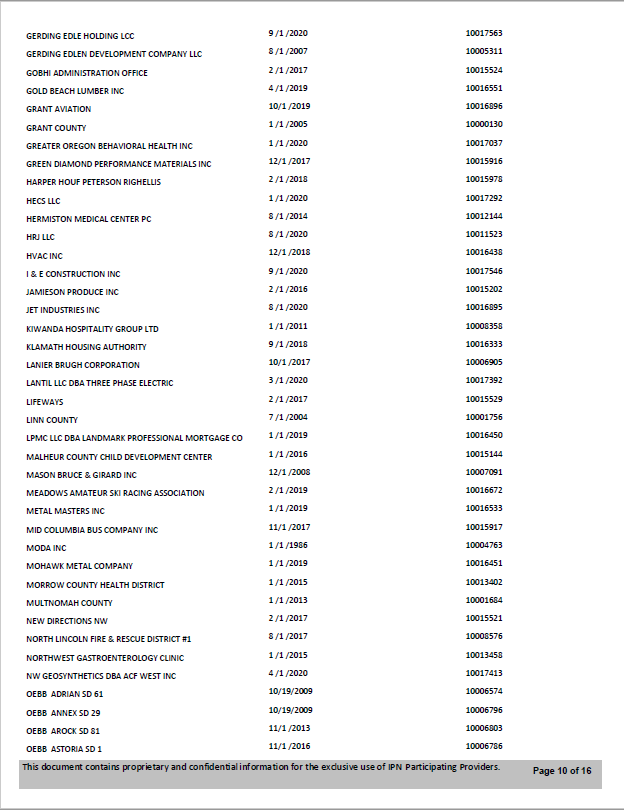 GERDING EDLE HOLDING LCC 9 /1 /2020 10017563
GERDING EDLEN DEVELOPMENT COMPANY LLC 8 /1 /2007 10005311
GOBHI ADMINISTRATION OFFICE 2 /1 /2017 10015524
GOLD BEACH LUMBER INC 4 /1 /2019 10016551
GRANT AVIATION 10/1 /2019 10016896
GRANT COUNTY 1 /1 /2005 10000130
GREATER OREGON BEHAVIORAL HEALTH INC 1 /1 /2020 10017037
GREEN DIAMOND PERFORMANCE MATERIALS INC 12/1 /2017 10015916
HARPER HOUF PETERSON RIGHELLIS 2 /1 /2018 10015978
HECS LLC 1 /1 /2020 10017292
HERMISTON MEDICAL CENTER PC 8 /1 /2014 10012144
HRJ LLC 8 /1 /2020 10011523
HVAC INC 12/1 /2018 10016438
I & E CONSTRUCTION INC 9 /1 /2020 10017546
JAMIESON PRODUCE INC 2 /1 /2016 10015202
JET INDUSTRIES INC 8 /1 /2020 10016895
KIWANDA HOSPITALITY GROUP LTD 1 /1 /2011 10008358
KLAMATH HOUSING AUTHORITY 9 /1 /2018 10016333
LANIER BRUGH CORPORATION 10/1 /2017 10006905
LANTIL LLC DBA THREE PHASE ELECTRIC 3 /1 /2020 10017392
LIFEWAYS 2 /1 /2017 10015529
LINN COUNTY 7 /1 /2004 10001756
LPMC LLC DBA LANDMARK PROFESSIONAL MORTGAGE CO 1 /1 /2019 10016450
MALHEUR COUNTY CHILD DEVELOPMENT CENTER 1 /1 /2016 10015144
MASON BRUCE & GIRARD INC 12/1 /2008 10007091
MEADOWS AMATEUR SKI RACING ASSOCIATION 2 /1 /2019 10016672
METAL MASTERS INC 1 /1 /2019 10016533
MID COLUMBIA BUS COMPANY INC 11/1 /2017 10015917
MODA INC 1 /1 /1986 10004763
MOHAWK METAL COMPANY 1 /1 /2019 10016451
MORROW COUNTY HEALTH DISTRICT 1 /1 /2015 10013402
MULTNOMAH COUNTY 1 /1 /2013 10001684
NEW DIRECTIONS NW 2 /1 /2017 10015521
NORTH LINCOLN FIRE & RESCUE DISTRICT #1 8 /1 /2017 10008576
NORTHWEST GASTROENTEROLOGY CLINIC 1 /1 /2015 10013458
NW GEOSYNTHETICS DBA ACF WEST INC 4 /1 /2020 10017413
OEBB ADRIAN SD 61 10/19/2009 10006574
OEBB ANNEX SD 29 10/19/2009 10006796
OEBB AROCK SD 81 11/1 /2013 10006803
OEBB ASTORIA SD 1 11/1 /2016 10006786
This document contains proprietary and confidential information for the exclusive use of IPN Participating Providers. Page 10 of 16